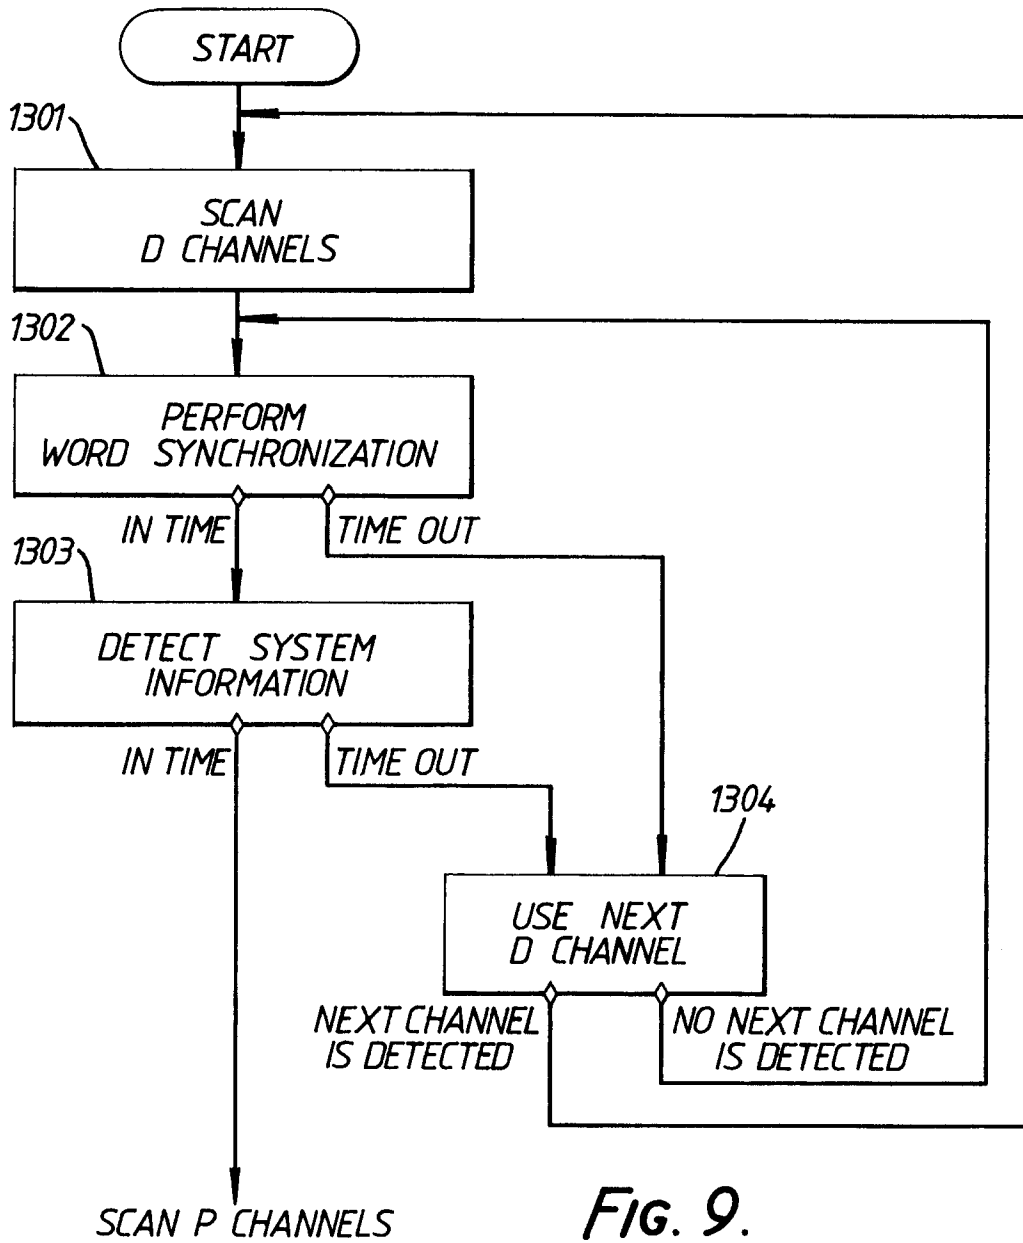 START
1301
SCAN
D CHANNELS
1302
PERFORM
WORD SYNCHRONIZATION
IN TIME
TIME OUT
1303
DETECT SYSTEM
INFORMATION
IN TIME
TIME OUT
1304
USE NEXT
D CHANNEL
NEXT CHANNEL
IS DETECTED
NO NEXT CHANNEL
IS DETECTED
SCAN P CHANNELS
FIG. 9.